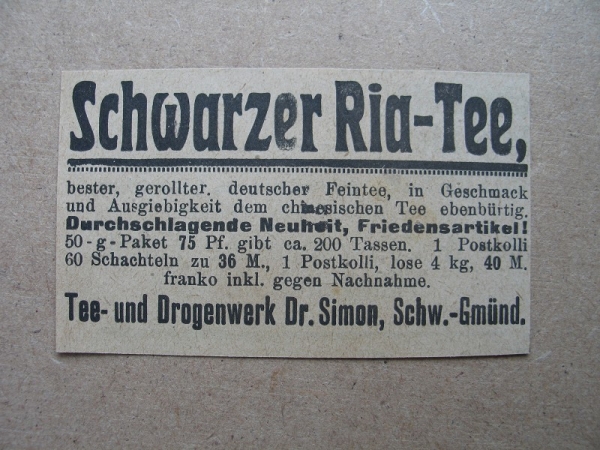 Schwarzer Ria-Tee,
bester, gerollter, deutscher Feintee, in Geschmack
und Ausgiebigkeit dem chinesischen Tee ebenbürtig.
Durchschlagende Neuheit, Friedensartikel!
50-g-Paket 75 Pf. gibt ca. 200 Tassen. 1 Postkolli
60 Schachteln zu 36 M., 1 Postkolli, lose 4 kg, 40 M.
franko inkl. gegen Nachnahme.
Tee- und Drogenwerk Dr. Simon, Schw.-Gmünd.